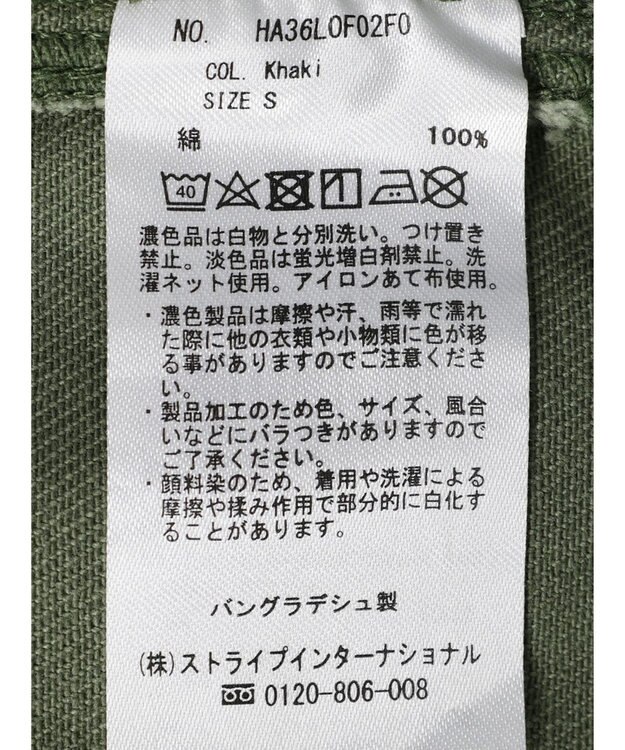 NO. HA36L0F02F0
COL. Khaki
SIZE S
綿 100%
40
濃色品は白物と分別洗い。つけ置き
禁止。淡色品は蛍光増白剤禁止。洗
濯ネット使用。アイロンあて布使用。
・濃色製品は摩擦や汗、雨等で濡れ
た際に他の衣類や小物類に色が移
る事がありますのでご注意くださ
い。
・製品加工のため色、サイズ、風合
いなどにバラつきがありますので
ご了承ください。
・顔料染のため、着用や洗濯による
摩擦や揉み作用で部分的に白化す
ることがあります。
バングラデシュ製
(株)ストライプインターナショナル
0120-806-008